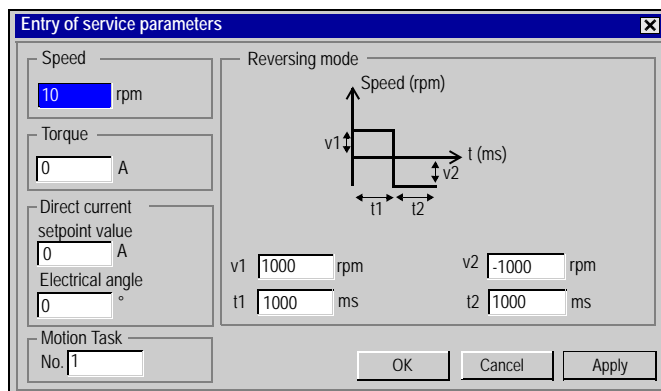 Entry of service parameters
Speed
10 rpm
Torque
0 A
Direct current
setpoint value
0 A
Electrical angle
0 °
Motion Task
No. 1
Reversing mode
Speed (rpm)
v1
t (ms)
v2
t1 t2
v1 1000 rpm
v2 -1000 rpm
t1 1000 ms
t2 1000 ms
OK Cancel Apply